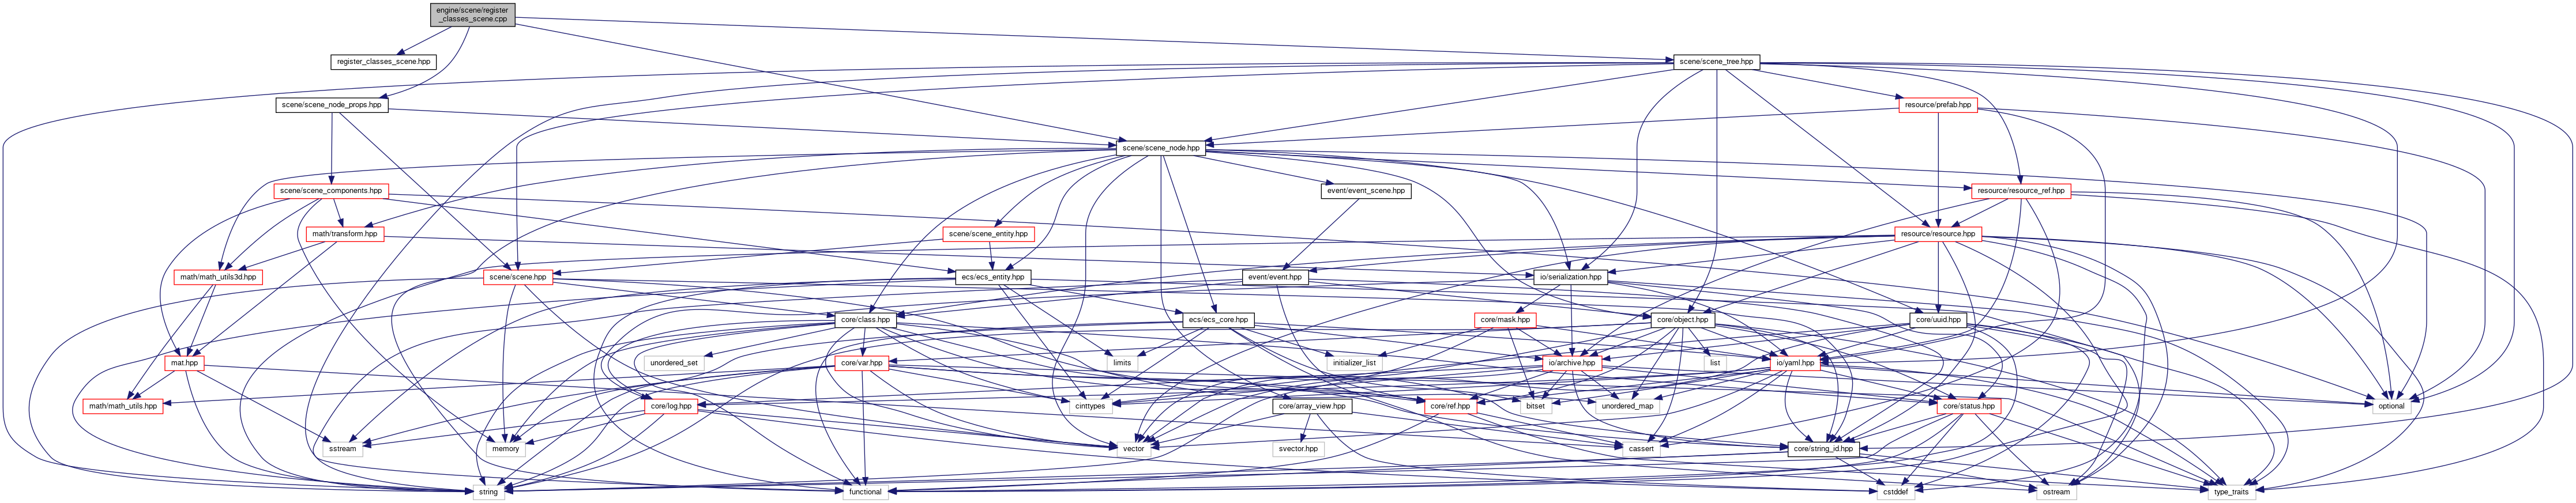 engine/scene/register
_classes_scene.cpp
register_classes_scene.hpp
scene/scene_tree.hpp
scene/scene_node_props.hpp
resource/prefab.hpp
scene/scene_node.hpp
scene/scene_components.hpp
event/event_scene.hpp
resource/resource_ref.hpp
math/transform.hpp
scene/scene_entity.hpp
resource/resource.hpp
math/math_utils3d.hpp
scene/scene.hpp
ecs/ecs_entity.hpp
event/event.hpp
io/serialization.hpp
core/class.hpp
ecs/ecs_core.hpp
core/mask.hpp
core/object.hpp
core/uuid.hpp
mat.hpp
unordered_set
core/var.hpp
limits
initializer_list
io/archive.hpp
list
io/yaml.hpp
math/math_utils.hpp
core/log.hpp
cinttypes
core/array_view.hpp
core/ref.hpp
bitset
unordered_map
core/status.hpp
optional
sstream
memory
vector
svector.hpp
cassert
core/string_id.hpp
string
functional
cstddef
ostream
type_traits